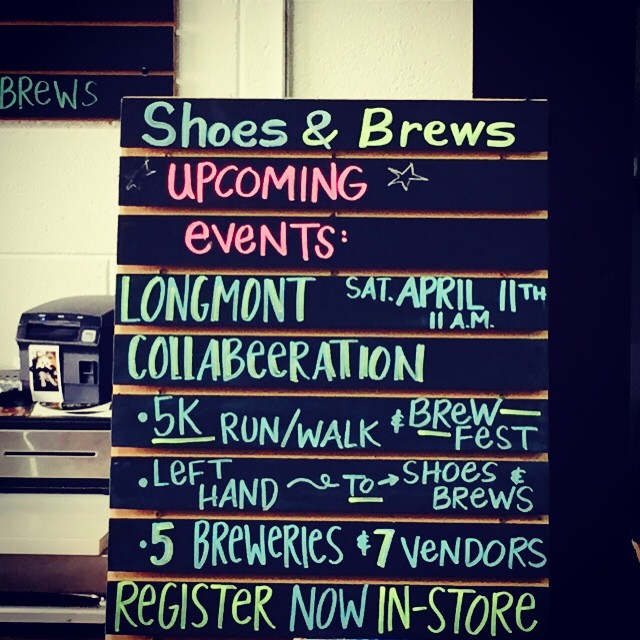 BREWS
Shoes & Brews
UPCOMING
EVENTS:
LONGMONT SAT. APRIL 11TH
11 A.M.
COLLABEERATION
• 5K RUN/WALK & BREW-FEST
• LEFT HAND → TO → SHOES & BREWS
• 5 BREWERIES & 7 VENDORS
REGISTER NOW IN-STORE